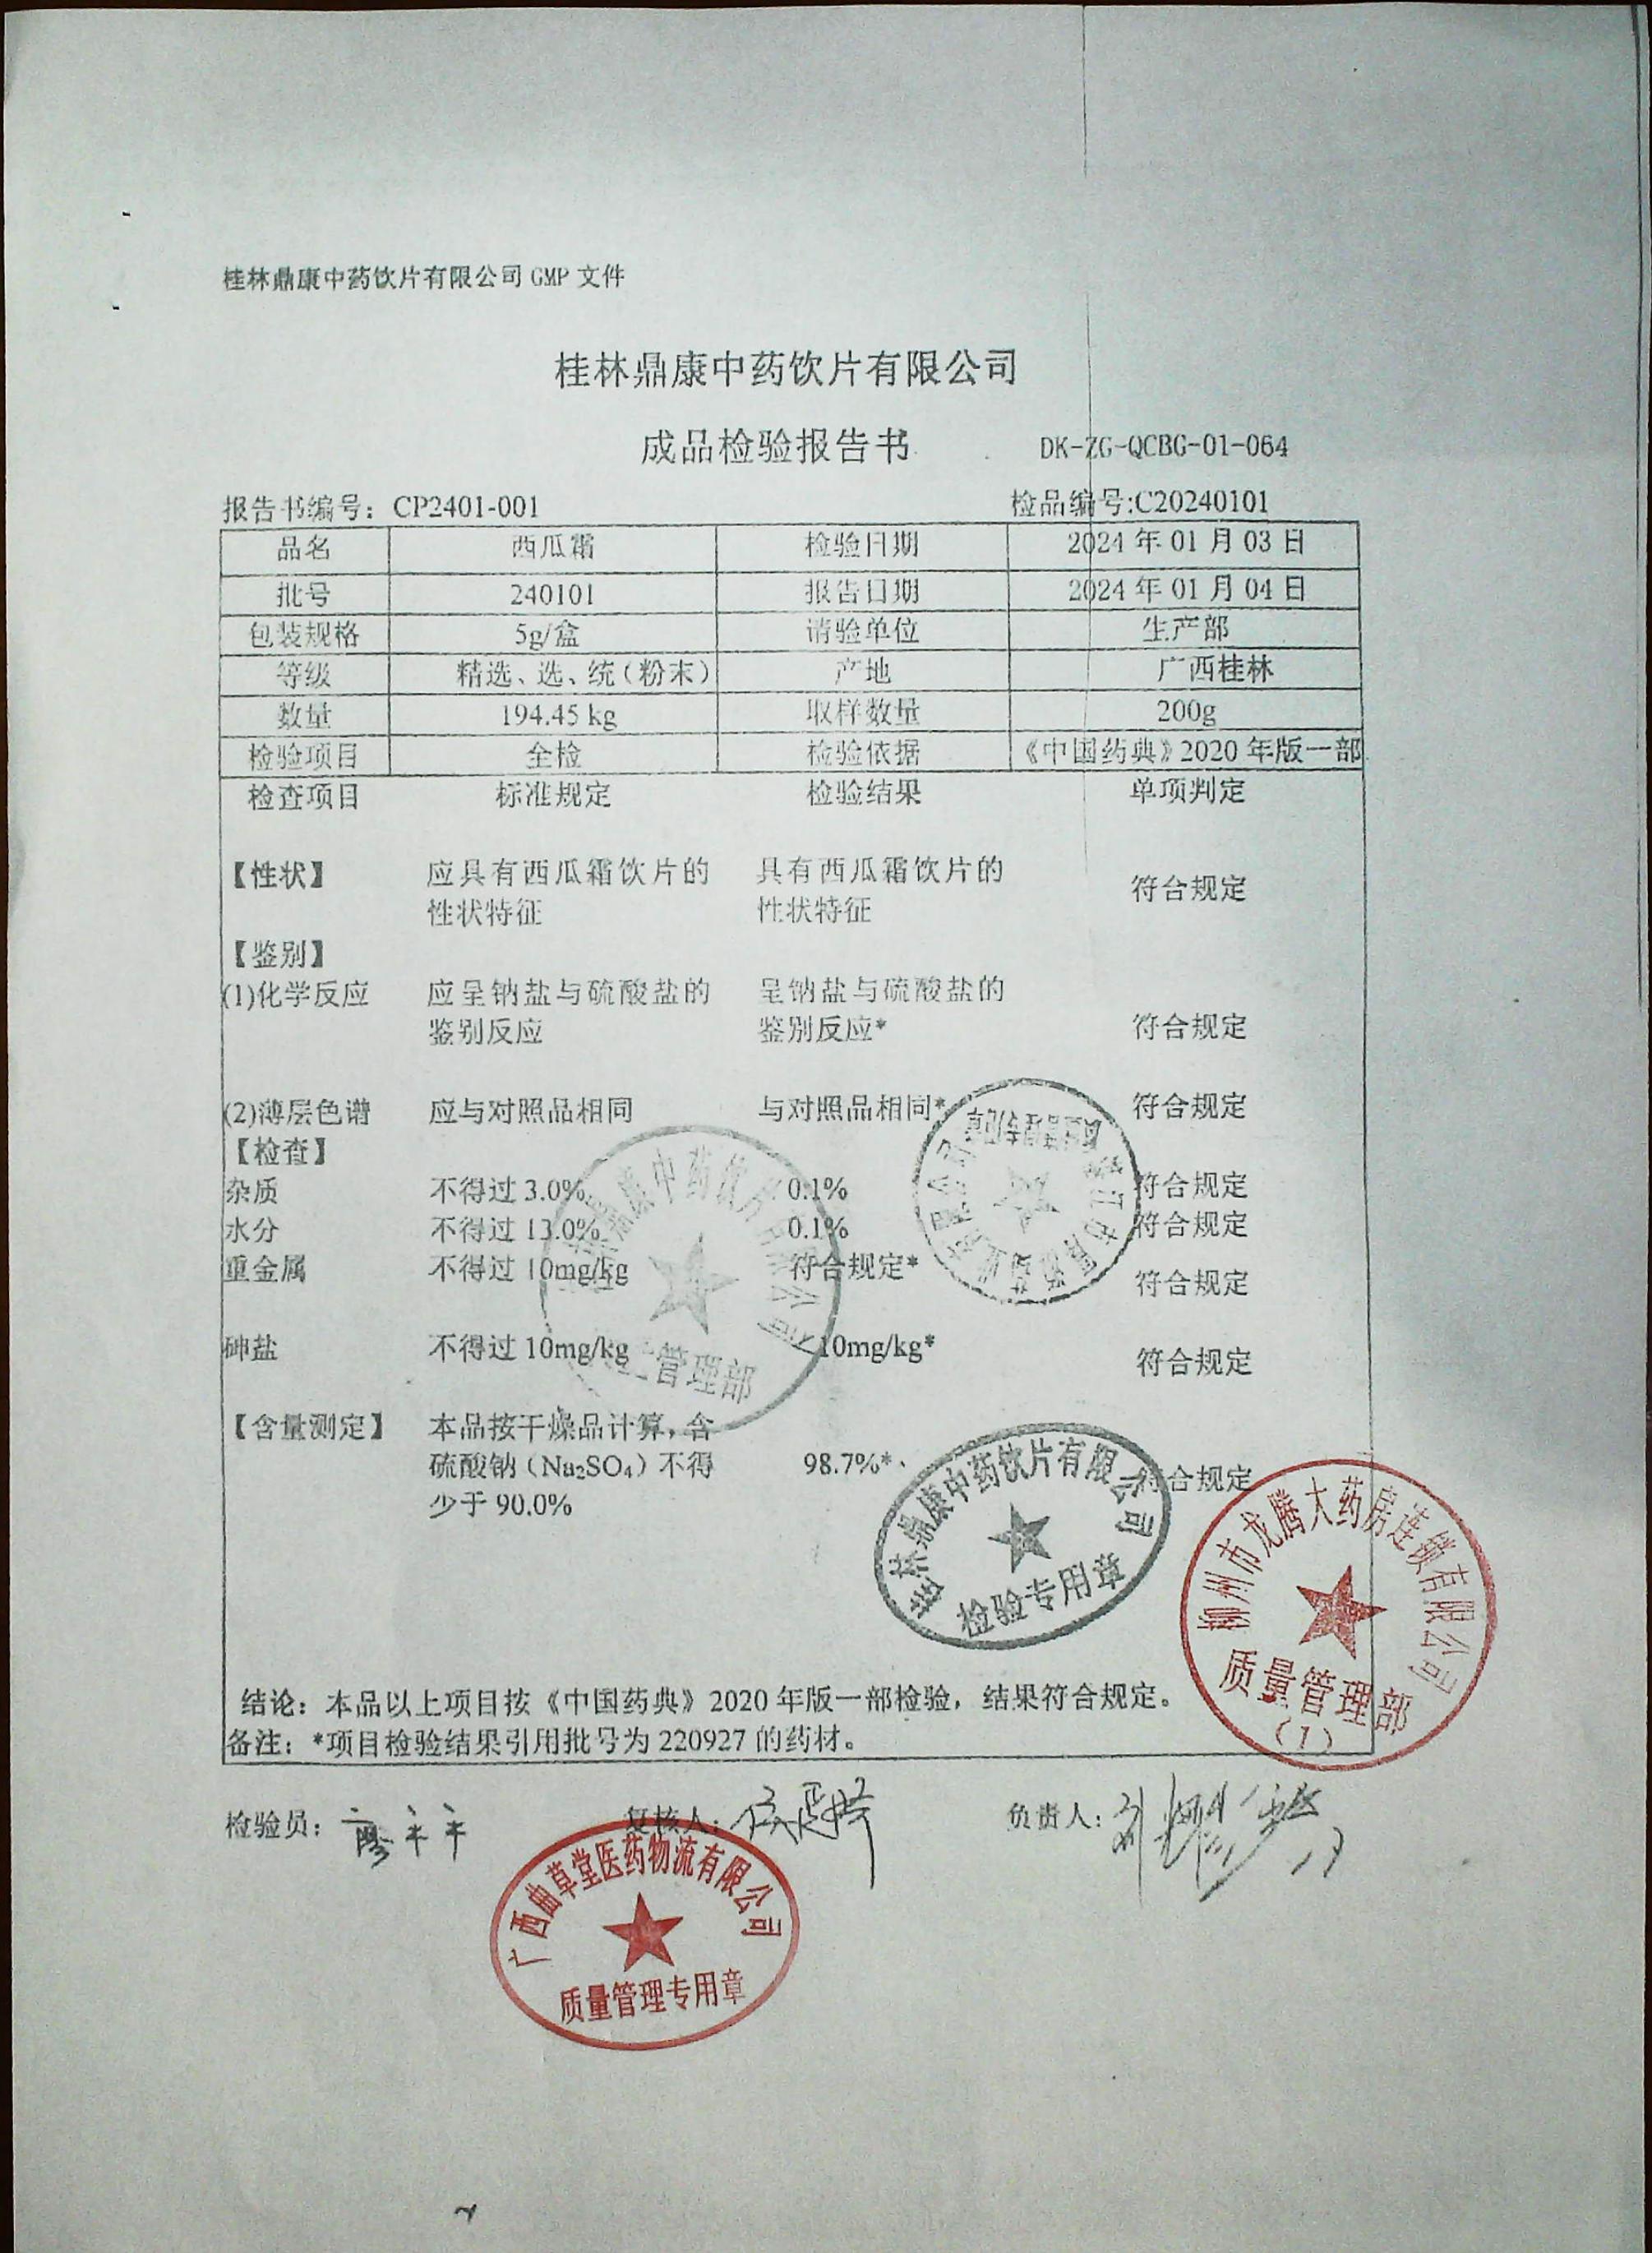 桂林鼎康中药饮片有限公司 GMP 文件
桂林鼎康中药饮片有限公司
成品检验报告书 DK-ZG-QCBG-01-064
报告书编号：CP2401-001 检品编号:C20240101
品名 西瓜霜 检验日期 2024 年 01 月 03 日
批号 240101 报告日期 2024 年 01 月 04 日
包装规格 5g/盒 请验单位 生产部
等级 精选、选、统（粉末） 产地 广西桂林
数量 194.45 kg 取样数量 200g
检验项目 全检 检验依据 《中国药典》2020 年版一部
检查项目 标准规定 检验结果 单项判定
【性状】 应具有西瓜霜饮片的 具有西瓜霜饮片的 符合规定
性状特征 性状特征
【鉴别】
(1)化学反应 应呈钠盐与硫酸盐的 呈钠盐与硫酸盐的
鉴别反应 鉴别反应* 符合规定
(2)薄层色谱 应与对照品相同 与对照品相同* 符合规定
【检查】
杂质 不得过 3.0% 0.1% 符合规定
水分 不得过 13.0% 0.1% 符合规定
重金属 不得过 10mg/kg 符合规定* 符合规定
砷盐 不得过 10mg/kg 10mg/kg* 符合规定
【含量测定】 本品按干燥品计算，含
硫酸钠（Na₂SO₄）不得 98.7%* 符合规定
少于 90.0%
鼎康中药饮片有限公司
管理部
桂林鼎康中药饮片有限公司
检验专用章
柳州市龙腾大药房连锁有限公司
质量管理部
（1）
结论：本品以上项目按《中国药典》2020 年版一部检验，结果符合规定。
备注：*项目检验结果引用批号为 220927 的药材。
检验员：廖 复核人： 负责人：刘
广西曲草堂医药物流有限公司
质量管理专用章